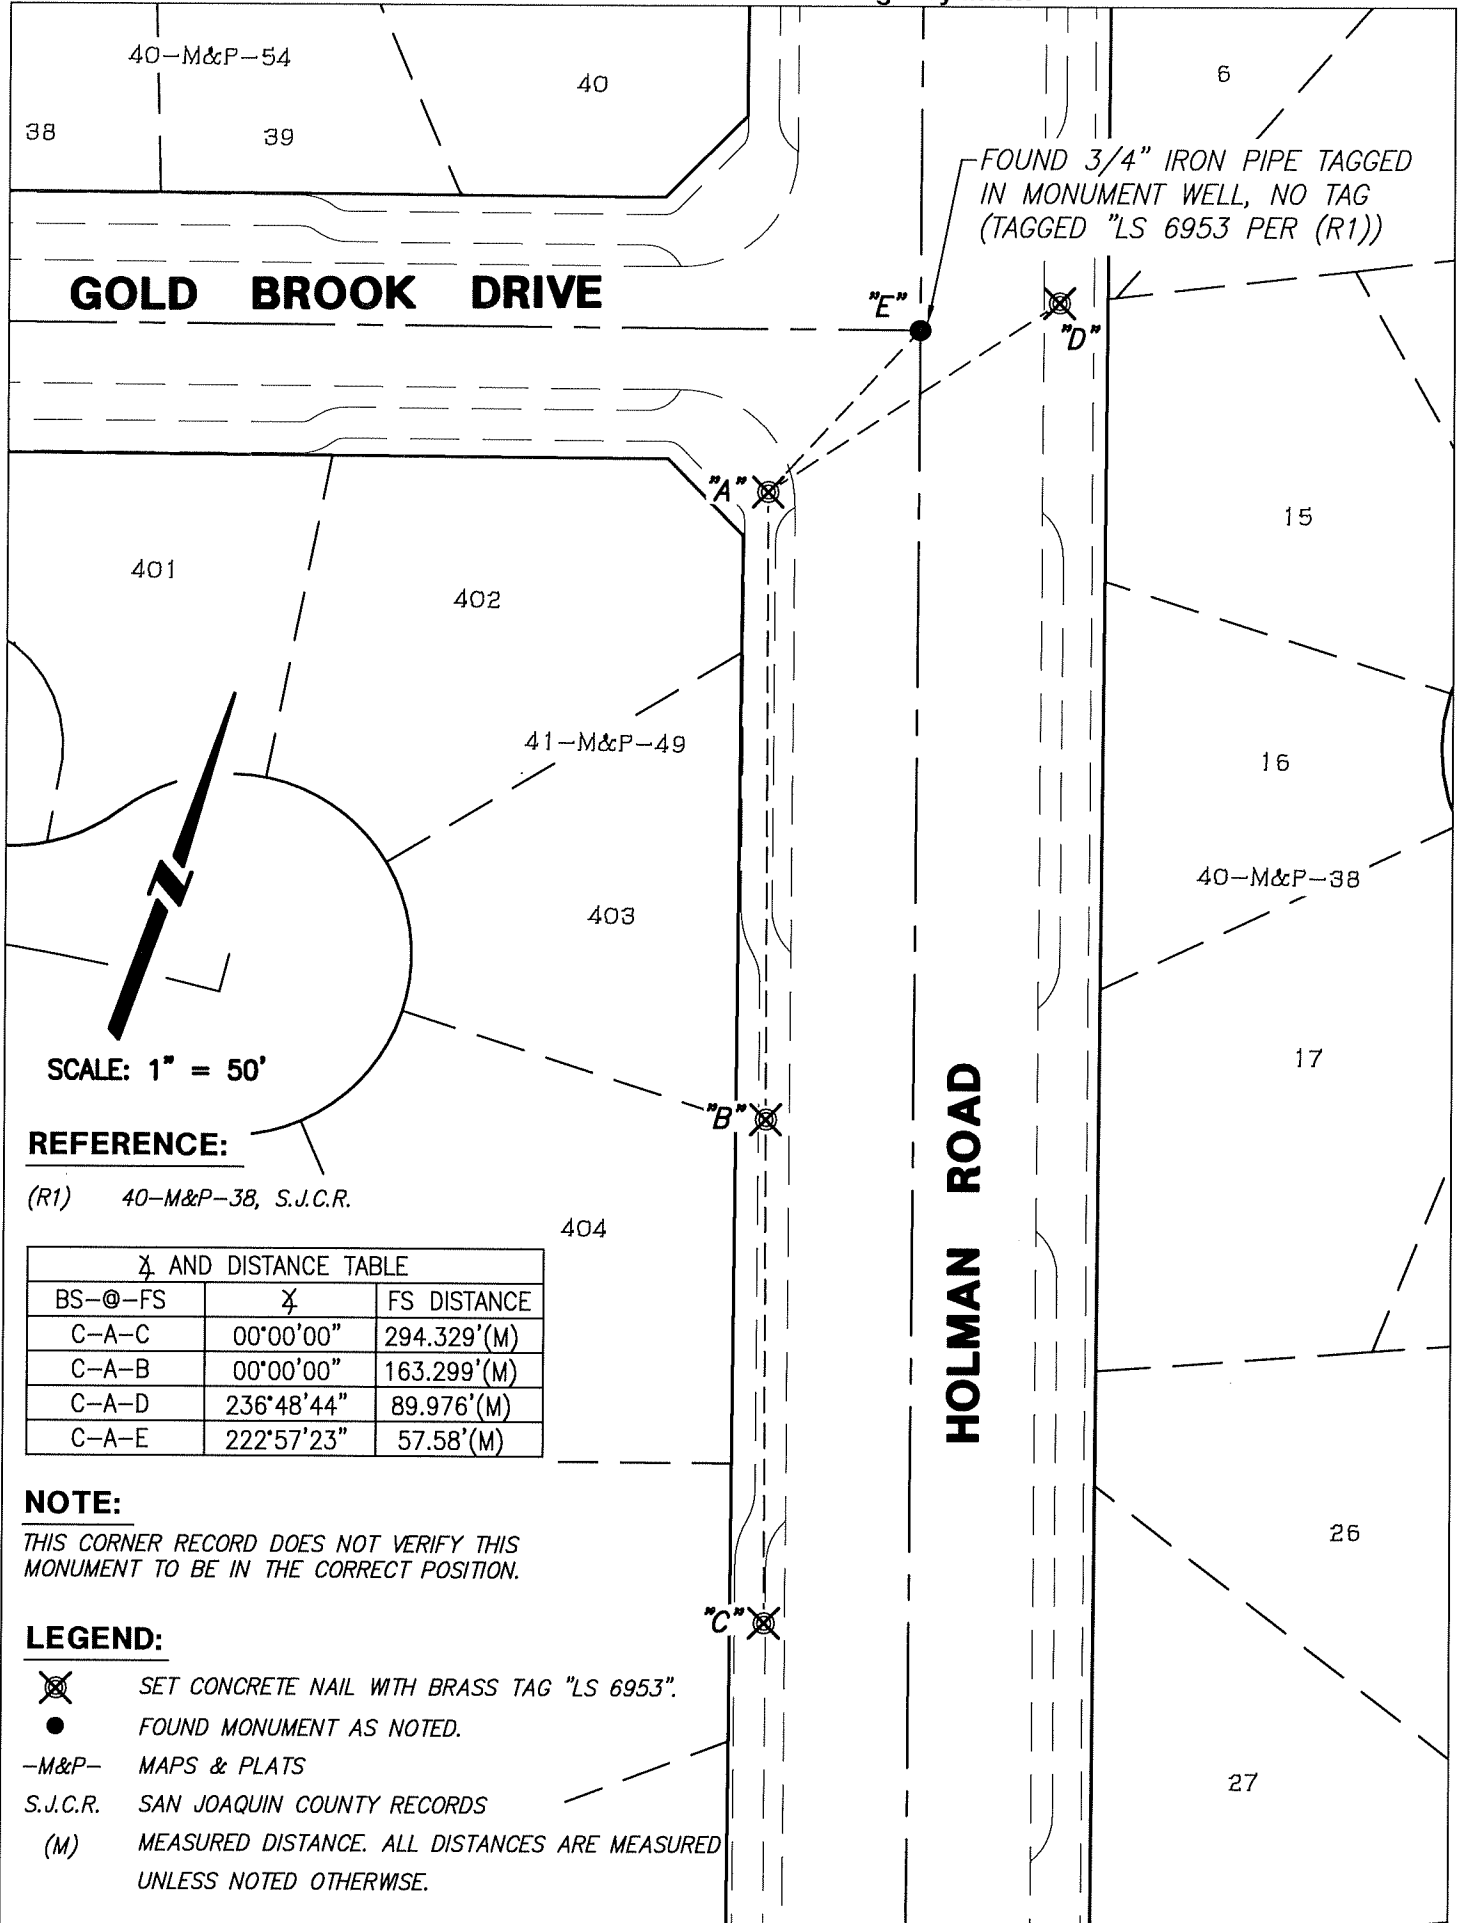 40-M&P-54
40
6
38
39
FOUND 3/4" IRON PIPE TAGGED
IN MONUMENT WELL, NO TAG
(TAGGED "LS 6953 PER (R1))
GOLD BROOK DRIVE
"E"
"D"
"A"
15
401
402
41-M&P-49
16
40-M&P-38
403
N
17
SCALE: 1" = 50'
"B"
HOLMAN ROAD
REFERENCE:
(R1) 40-M&P-38, S.J.C.R.
404
∡ AND DISTANCE TABLE
BS-@-FS ∡ FS DISTANCE
C-A-C 00°00'00" 294.329'(M)
C-A-B 00°00'00" 163.299'(M)
C-A-D 236°48'44" 89.976'(M)
C-A-E 222°57'23" 57.58'(M)
NOTE:
THIS CORNER RECORD DOES NOT VERIFY THIS
MONUMENT TO BE IN THE CORRECT POSITION.
26
"C"
LEGEND:
SET CONCRETE NAIL WITH BRASS TAG "LS 6953".
FOUND MONUMENT AS NOTED.
-M&P- MAPS & PLATS
27
S.J.C.R. SAN JOAQUIN COUNTY RECORDS
(M) MEASURED DISTANCE. ALL DISTANCES ARE MEASURED
UNLESS NOTED OTHERWISE.